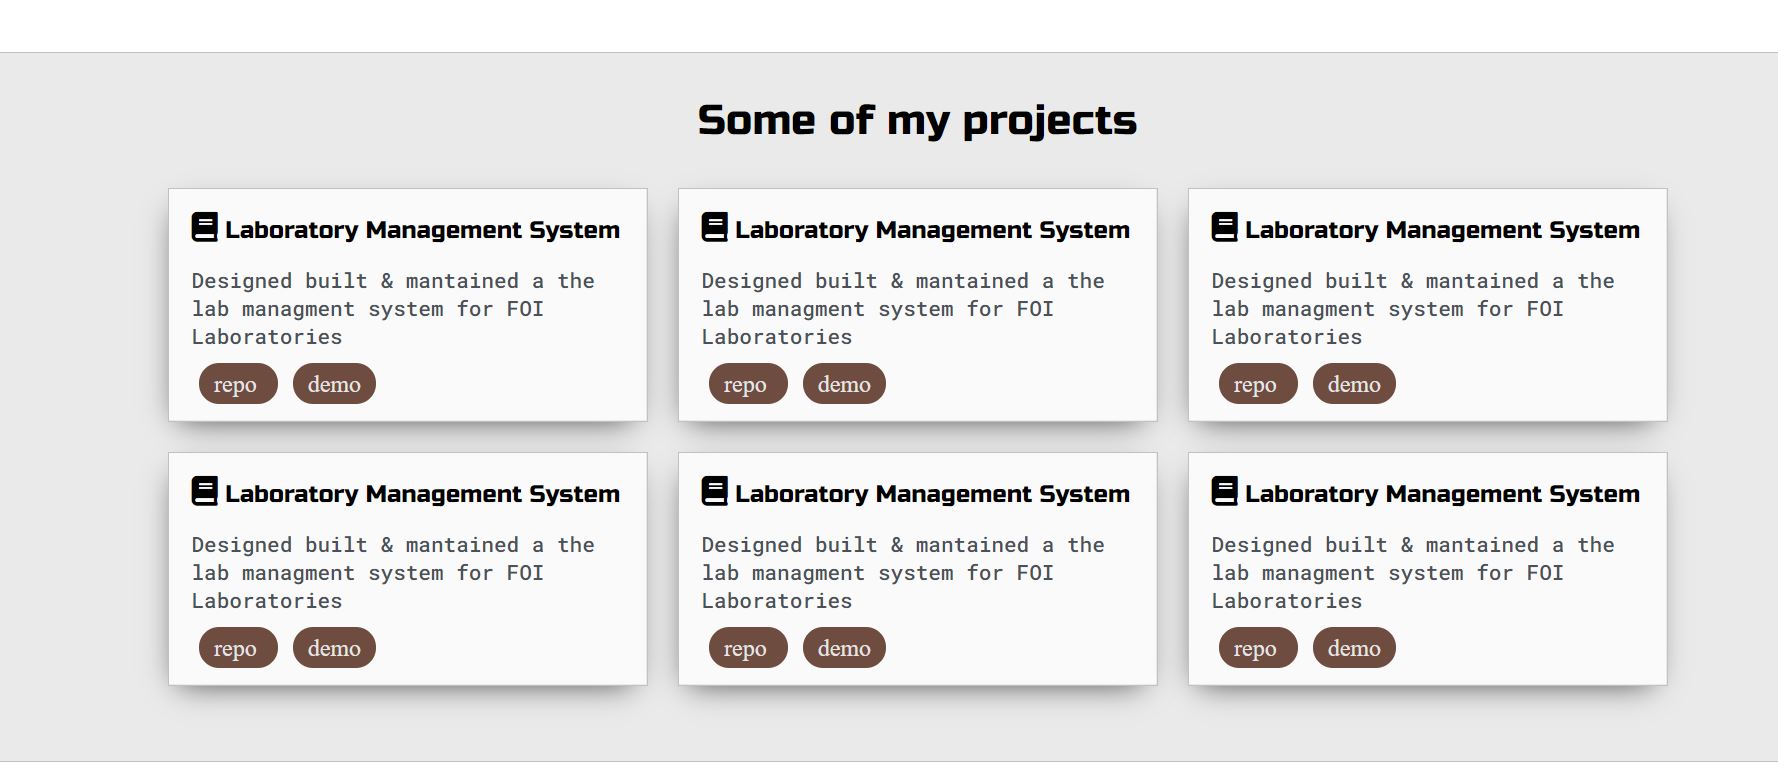 Some of my projects
Laboratory Management System
Designed built & mantained a the
lab managment system for FOI
Laboratories
repo demo
Laboratory Management System
Designed built & mantained a the
lab managment system for FOI
Laboratories
repo demo
Laboratory Management System
Designed built & mantained a the
lab managment system for FOI
Laboratories
repo demo
Laboratory Management System
Designed built & mantained a the
lab managment system for FOI
Laboratories
repo demo
Laboratory Management System
Designed built & mantained a the
lab managment system for FOI
Laboratories
repo demo
Laboratory Management System
Designed built & mantained a the
lab managment system for FOI
Laboratories
repo demo